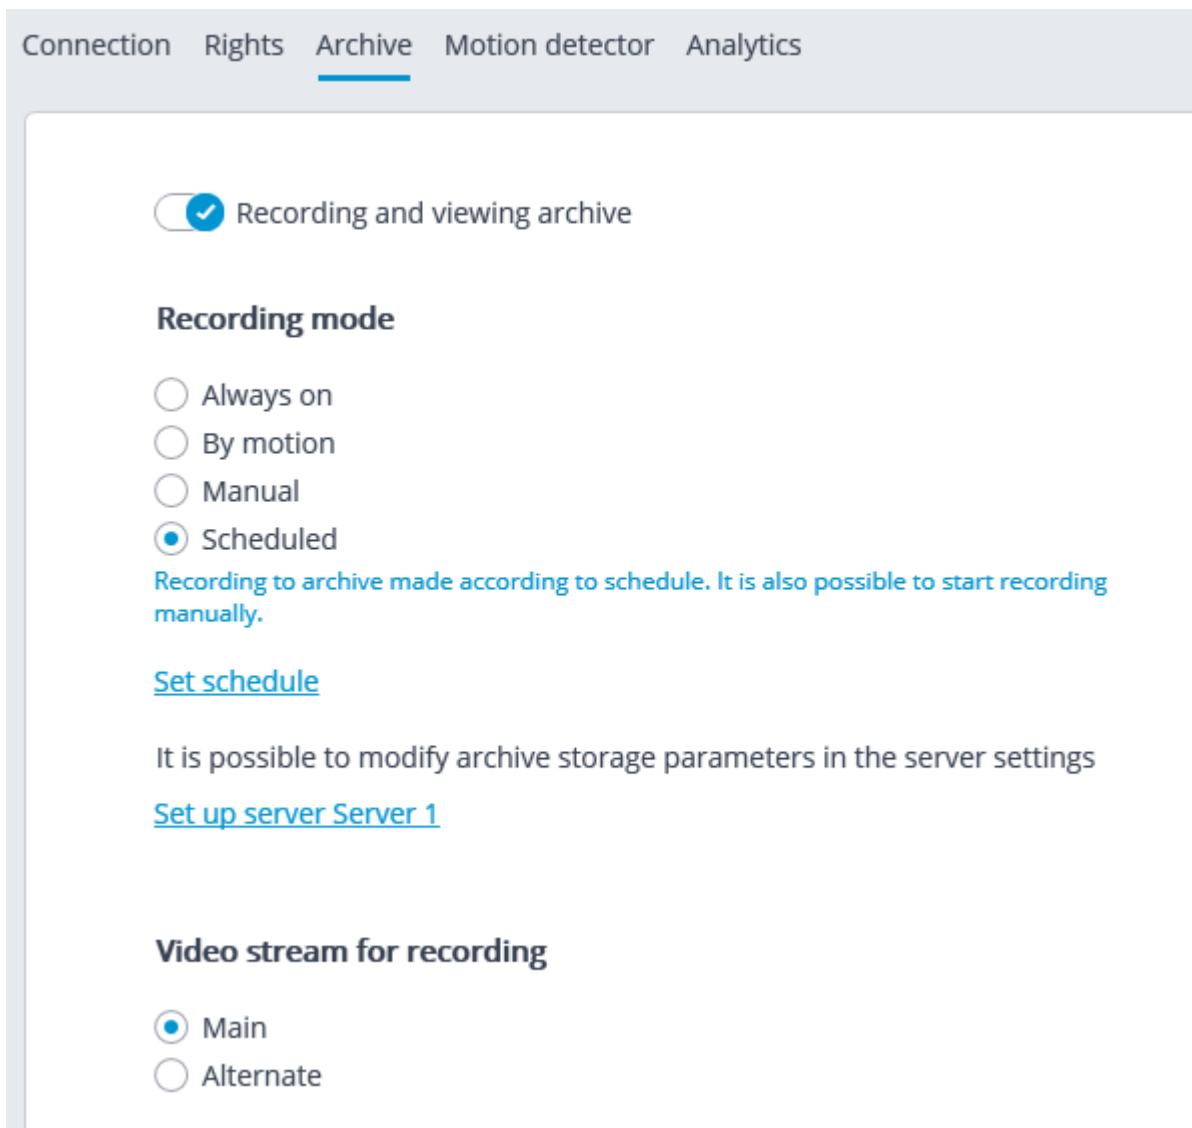 Connection Rights Archive Motion detector Analytics
Recording and viewing archive
Recording mode
Always on
By motion
Manual
Scheduled
Recording to archive made according to schedule. It is also possible to start recording
manually.
Set schedule
It is possible to modify archive storage parameters in the server settings
Set up server Server 1
Video stream for recording
Main
Alternate